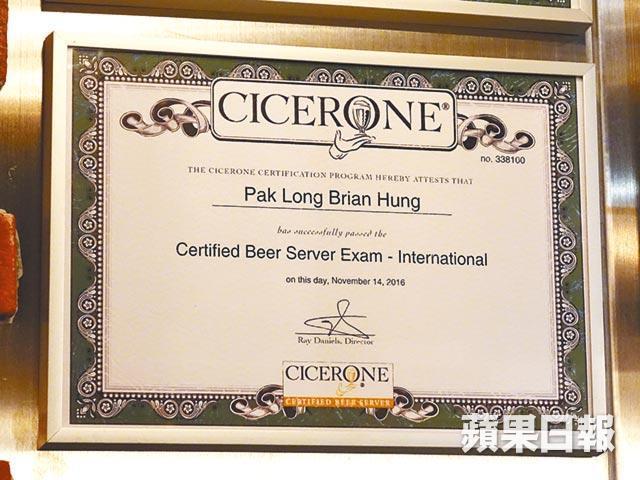 CICERONE®
no. 338100
THE CICERONE CERTIFICATION PROGRAM HEREBY ATTESTS THAT
Pak Long Brian Hung
has successfully passed the
Certified Beer Server Exam - International
on this day, November 14, 2016
Ray Daniels, Director
CICERONE
CERTIFIED BEER SERVER
蘋果日報